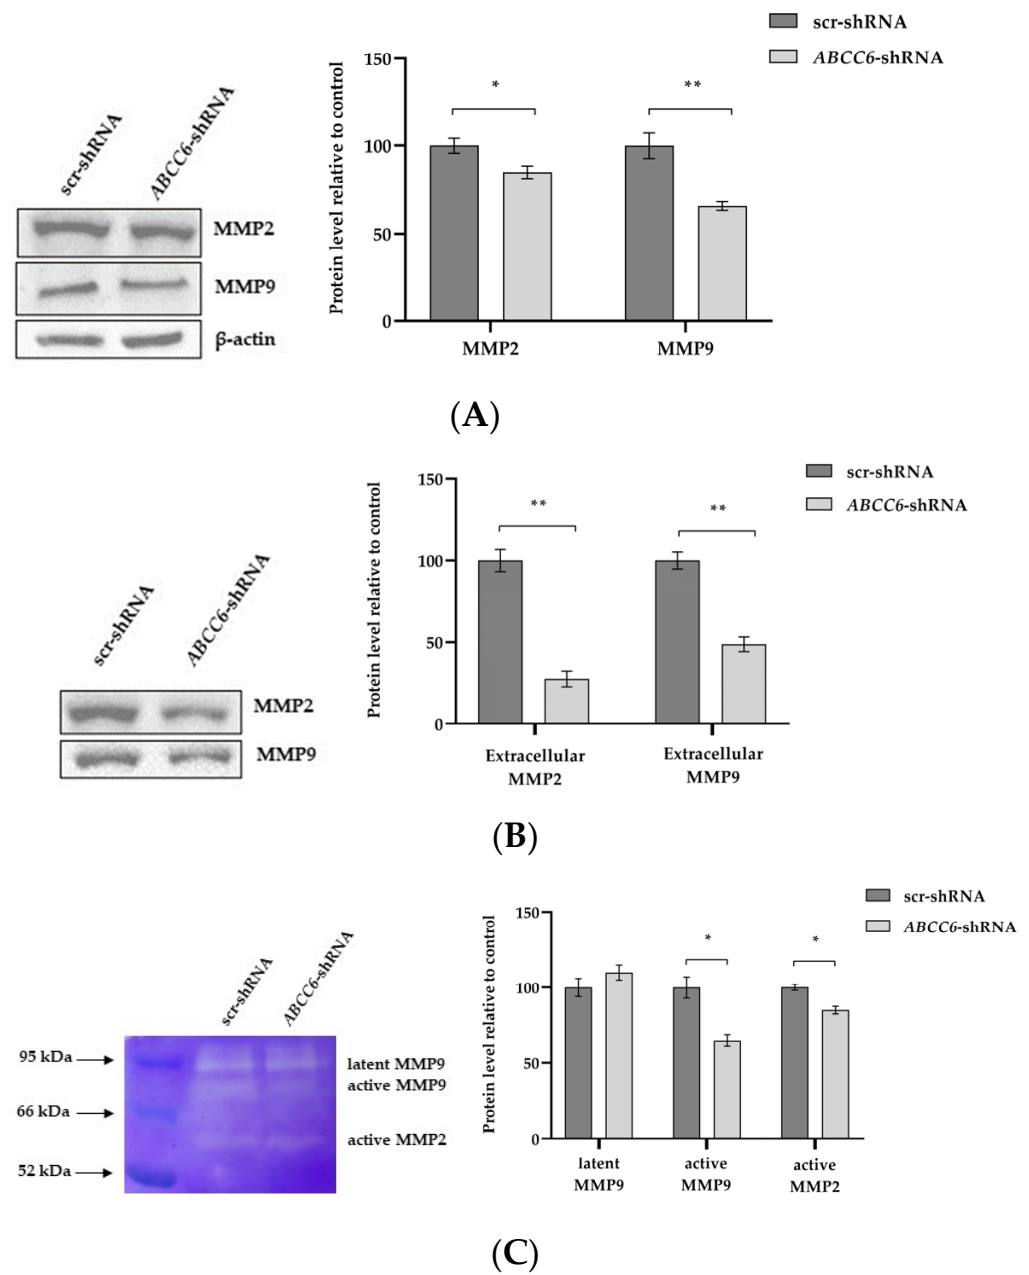 scr-shRNA
ABCC6-shRNA
MMP2
MMP9
β-actin
scr-shRNA
ABCC6-shRNA
Protein level relative to control
150
100
50
0
*
**
MMP2
MMP9
(A)
scr-shRNA
ABCC6-shRNA
MMP2
MMP9
scr-shRNA
ABCC6-shRNA
Protein level relative to control
150
100
50
0
**
**
Extracellular
MMP2
Extracellular
MMP9
(B)
scr-shRNA
ABCC6-shRNA
95 kDa
66 kDa
52 kDa
latent MMP9
active MMP9
active MMP2
scr-shRNA
ABCC6-shRNA
Protein level relative to control
150
100
50
0
*
*
latent
MMP9
active
MMP9
active
MMP2
(C)